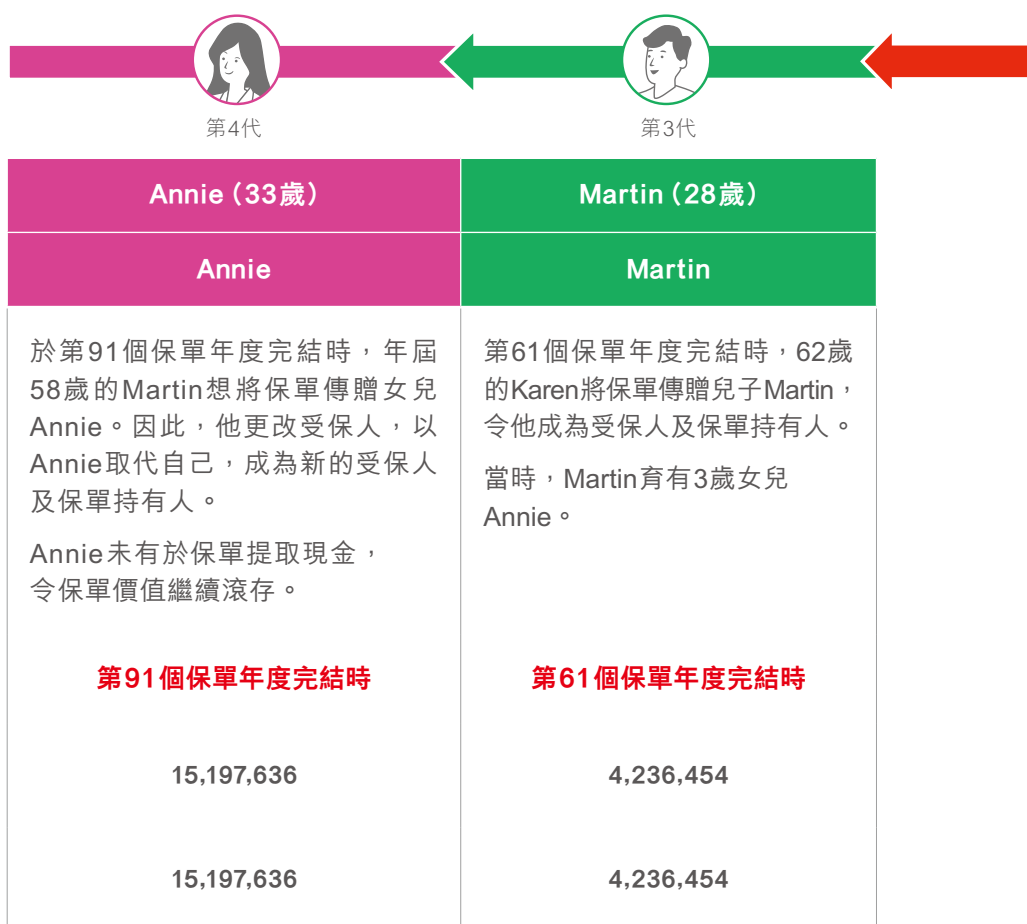 第4代
第3代
Annie（33歲）
Martin（28歲）
Annie
Martin
於第91個保單年度完結時，年屆
58歲的Martin想將保單傳贈女兒
Annie。因此，他更改受保人，以
Annie取代自己，成為新的受保人
及保單持有人。
Annie未有於保單提取現金，
令保單價值繼續滾存。
第61個保單年度完結時，62歲
的Karen將保單傳贈兒子Martin，
令他成為受保人及保單持有人。
當時，Martin育有3歲女兒
Annie。
第91個保單年度完結時
第61個保單年度完結時
15,197,636
4,236,454
15,197,636
4,236,454